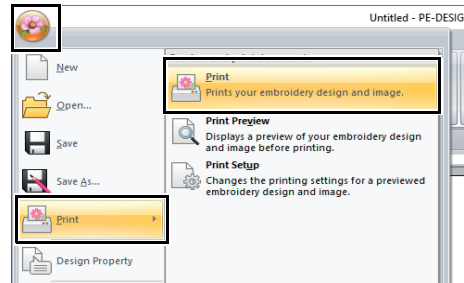 Untitled - PE-DESIG
New
Open...
Save
Save As...
Print
Design Property
Print
Prints your embroidery design and image.
Print Preview
Displays a preview of your embroidery design
and image before printing.
Print Setup
Changes the printing settings for a previewed
embroidery design and image.